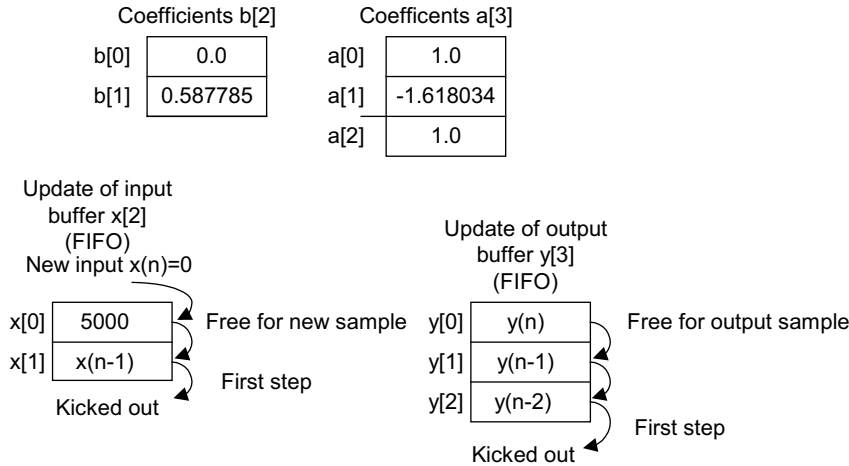 Coefficients b[2]
b[0] 0.0
b[1] 0.587785
Coefficents a[3]
a[0] 1.0
a[1] -1.618034
a[2] 1.0
Update of input
buffer x[2]
(FIFO)
New input x(n)=0
x[0] 5000 Free for new sample
x[1] x(n-1)
First step
Kicked out
Update of output
buffer y[3]
(FIFO)
y[0] y(n) Free for output sample
y[1] y(n-1)
y[2] y(n-2)
First step
Kicked out